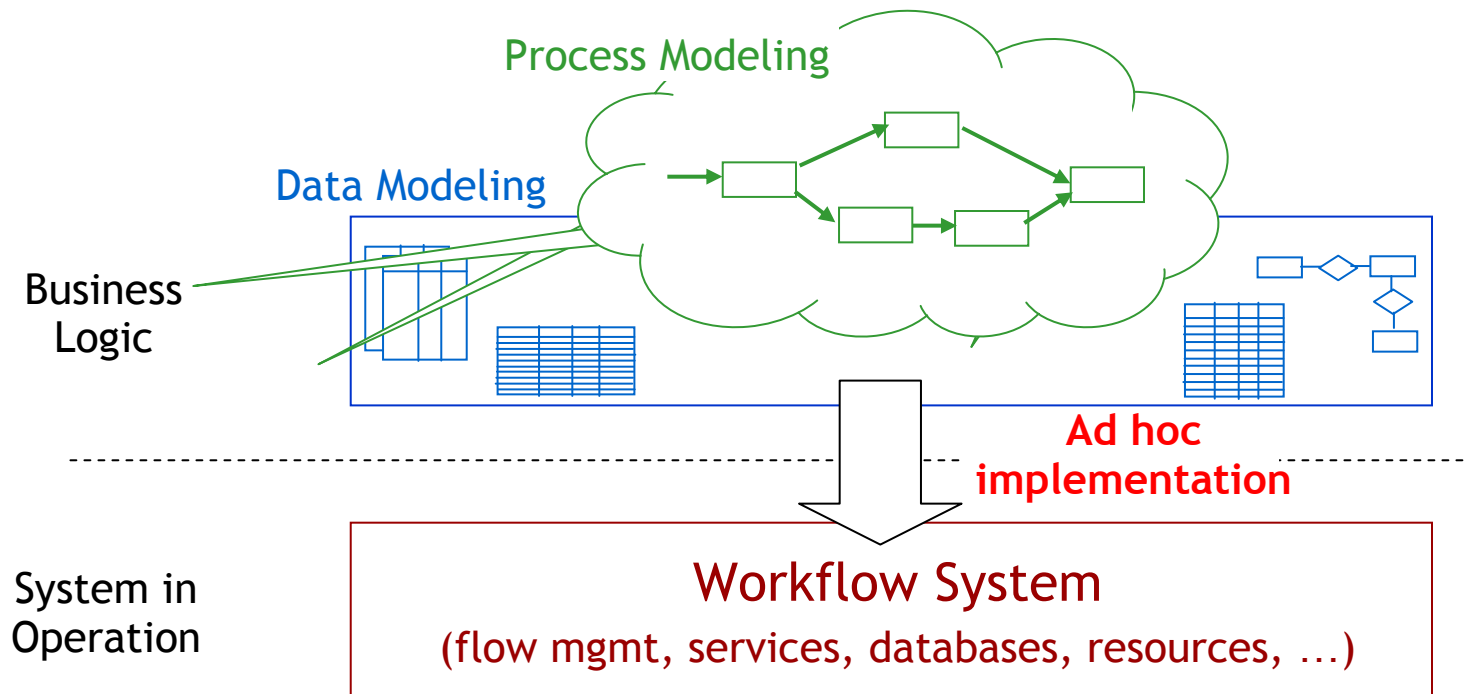 Process Modeling
Data Modeling
Business
Logic
Ad hoc
implementation
System in
Operation
Workflow System
(flow mgmt, services, databases, resources, …)